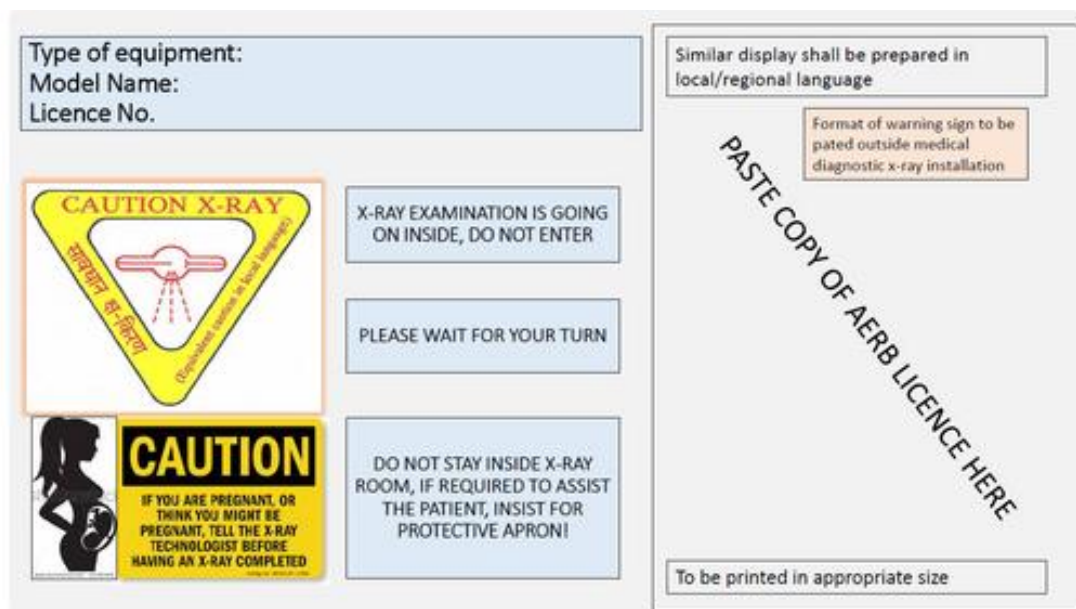 Type of equipment:
Model Name:
Licence No.
CAUTION X-RAY
(Equivalent caution in local language)
सावधान क्ष-किरण
X-RAY EXAMINATION IS GOING
ON INSIDE, DO NOT ENTER
PLEASE WAIT FOR YOUR TURN
CAUTION
IF YOU ARE PREGNANT, OR
THINK YOU MIGHT BE
PREGNANT, TELL THE X-RAY
TECHNOLOGIST BEFORE
HAVING AN X-RAY COMPLETED
DO NOT STAY INSIDE X-RAY
ROOM, IF REQUIRED TO ASSIST
THE PATIENT, INSIST FOR
PROTECTIVE APRON!
Similar display shall be prepared in
local/regional language
Format of warning sign to be
pated outside medical
diagnostic x-ray installation
PASTE COPY OF AERB LICENCE HERE
To be printed in appropriate size